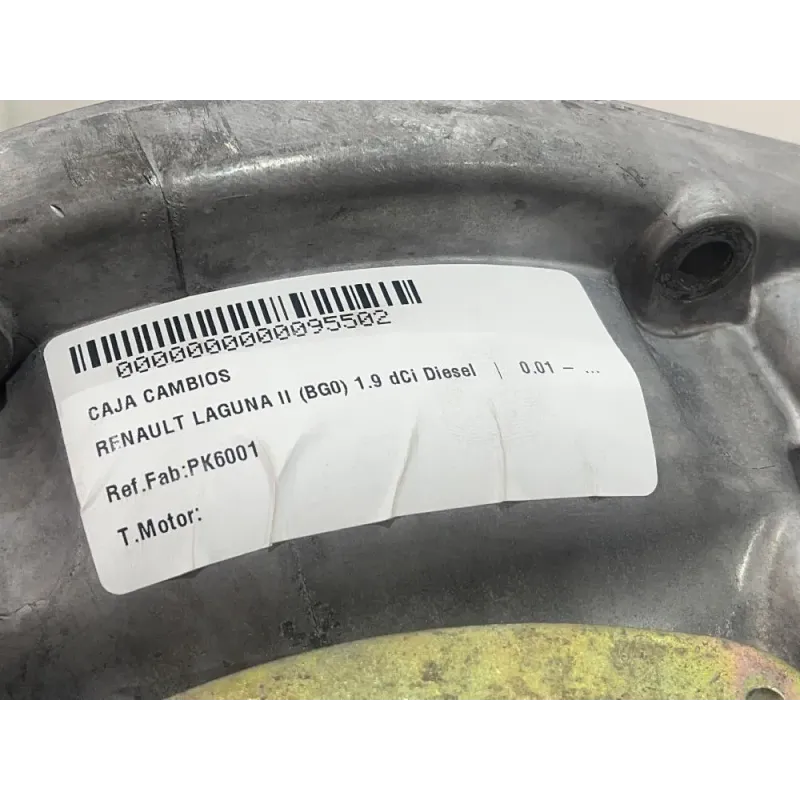 0000000000095502
CAJA CAMBIOS
RENAULT LAGUNA II (BG0) 1.9 dCi Diesel | 0.01 – ...
Ref.Fab:PK6001
T.Motor: